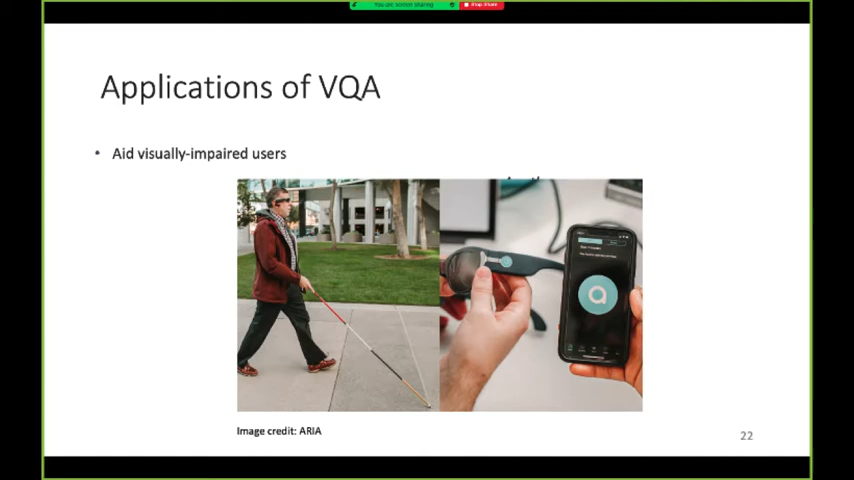 You are screen sharing
Stop Share
Applications of VQA
• Aid visually-impaired users
Image credit: ARIA
22